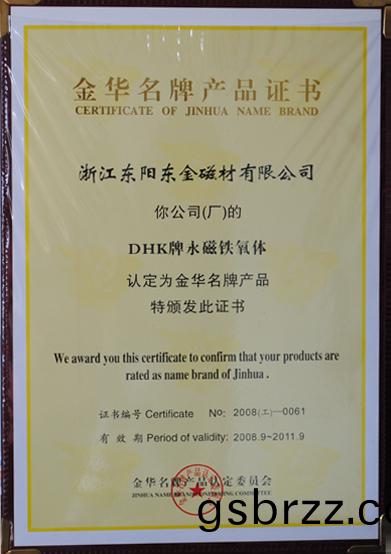 金华名牌产品证书
CERTIFICATE OF JINHUA NAME BRAND
浙江东阳东金磁材有限公司
你公司(厂)的
DHK牌永磁铁氧体
认定为金华名牌产品
特颁发此证书
We award you this certificate to confirm that your products are
rated as name brand of Jinhua .
证书编号 Certificate No: 2008(工)—0061
有 效 期 Period of validity: 2008.9~2011.9
金华名牌产品认定委员会
JINHUA NAME BRAND COMMITTEE
gsbrzz.c